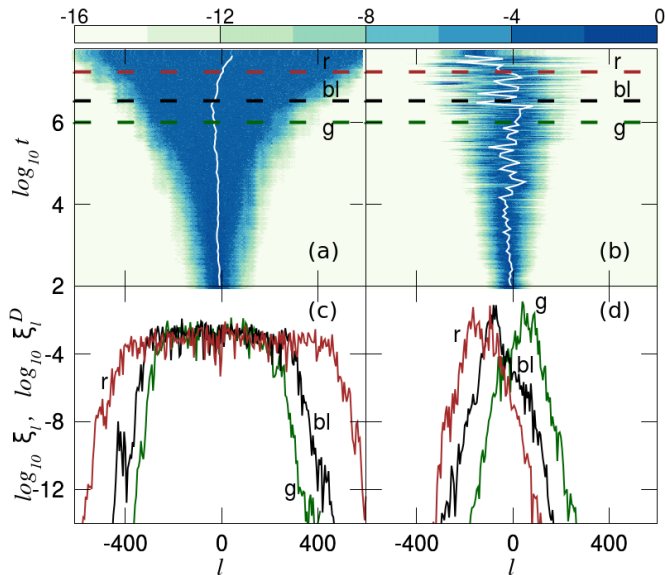 -16 -12 -8 -4 0
r r
bl bl
6
g g
log10 t
4
(a) (b)
2
g
(c) (d)
r
-4
r
bl
log10 ξl, log10 ξlD
-8
bl
g
-12
-400 0 400 -400 0 400
l l